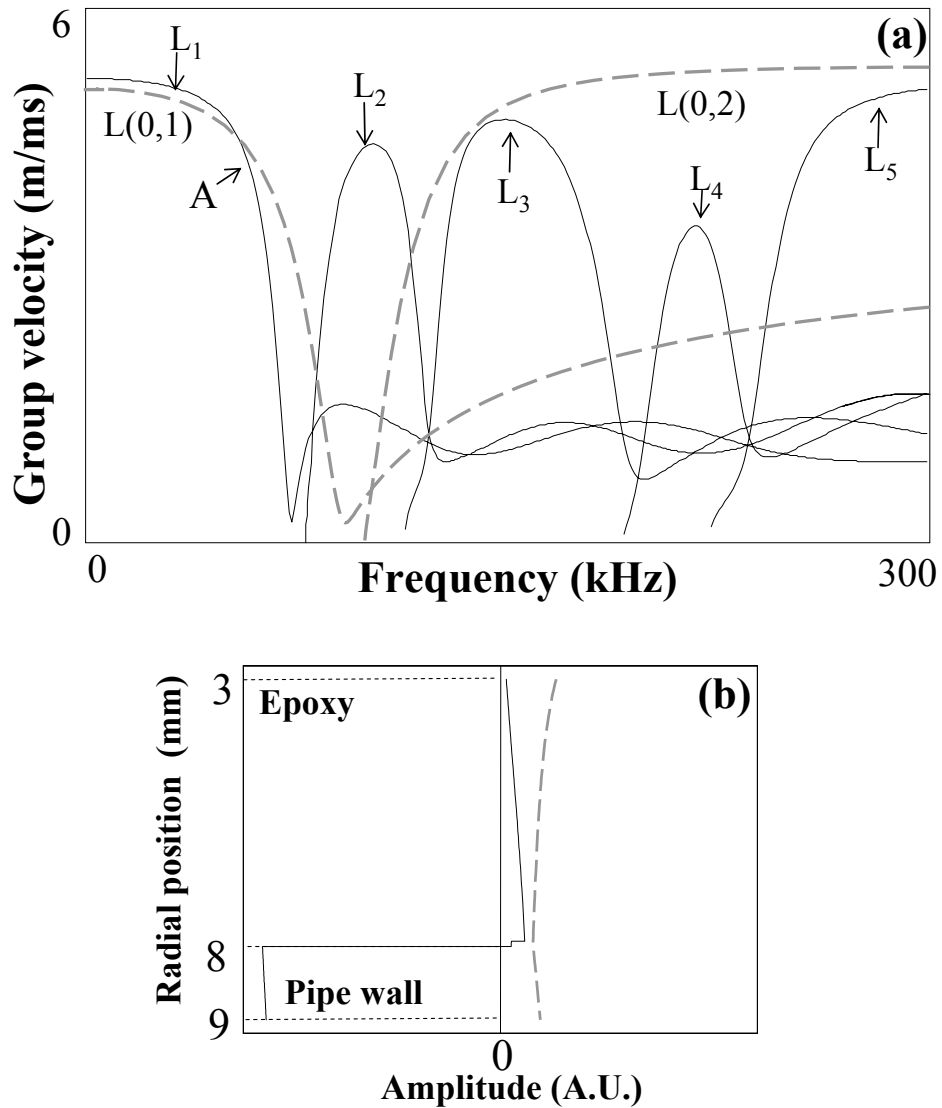 6
(a)
L₁
L₂
L(0,1)
L(0,2)
A
L₃
L₄
L₅
Group velocity (m/ms)
0
0
300
Frequency (kHz)
3
(b)
Epoxy
Radial position (mm)
8
Pipe wall
9
0
Amplitude (A.U.)